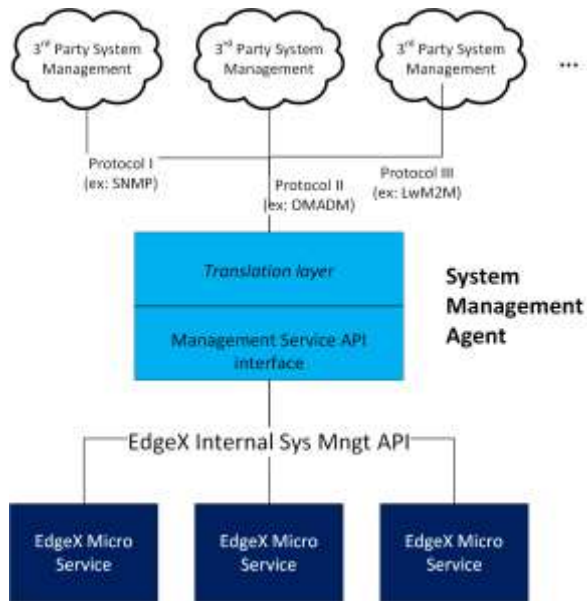 3rd Party System
Management
3rd Party System
Management
3rd Party System
Management
...
Protocol I
(ex: SNMP)
Protocol II
(ex: OMADM)
Protocol III
(ex: LwM2M)
Translation layer
System
Management
Agent
Management Service API
interface
EdgeX Internal Sys Mngt API
EdgeX Micro
Service
EdgeX Micro
Service
EdgeX Micro
Service